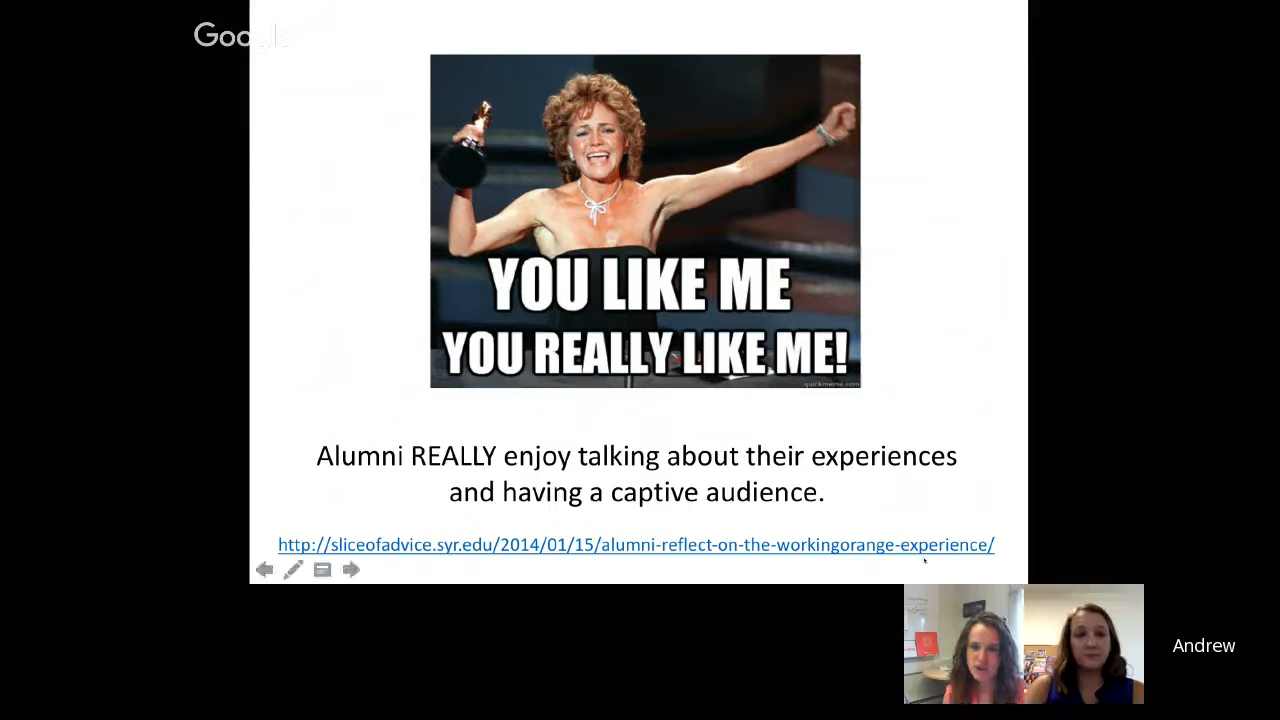 Google
YOU LIKE ME
YOU REALLY LIKE ME!
quickmeme.com
Alumni REALLY enjoy talking about their experiences
and having a captive audience.
http://sliceofadvice.syr.edu/2014/01/15/alumni-reflect-on-the-workingorange-experience/
Andrew